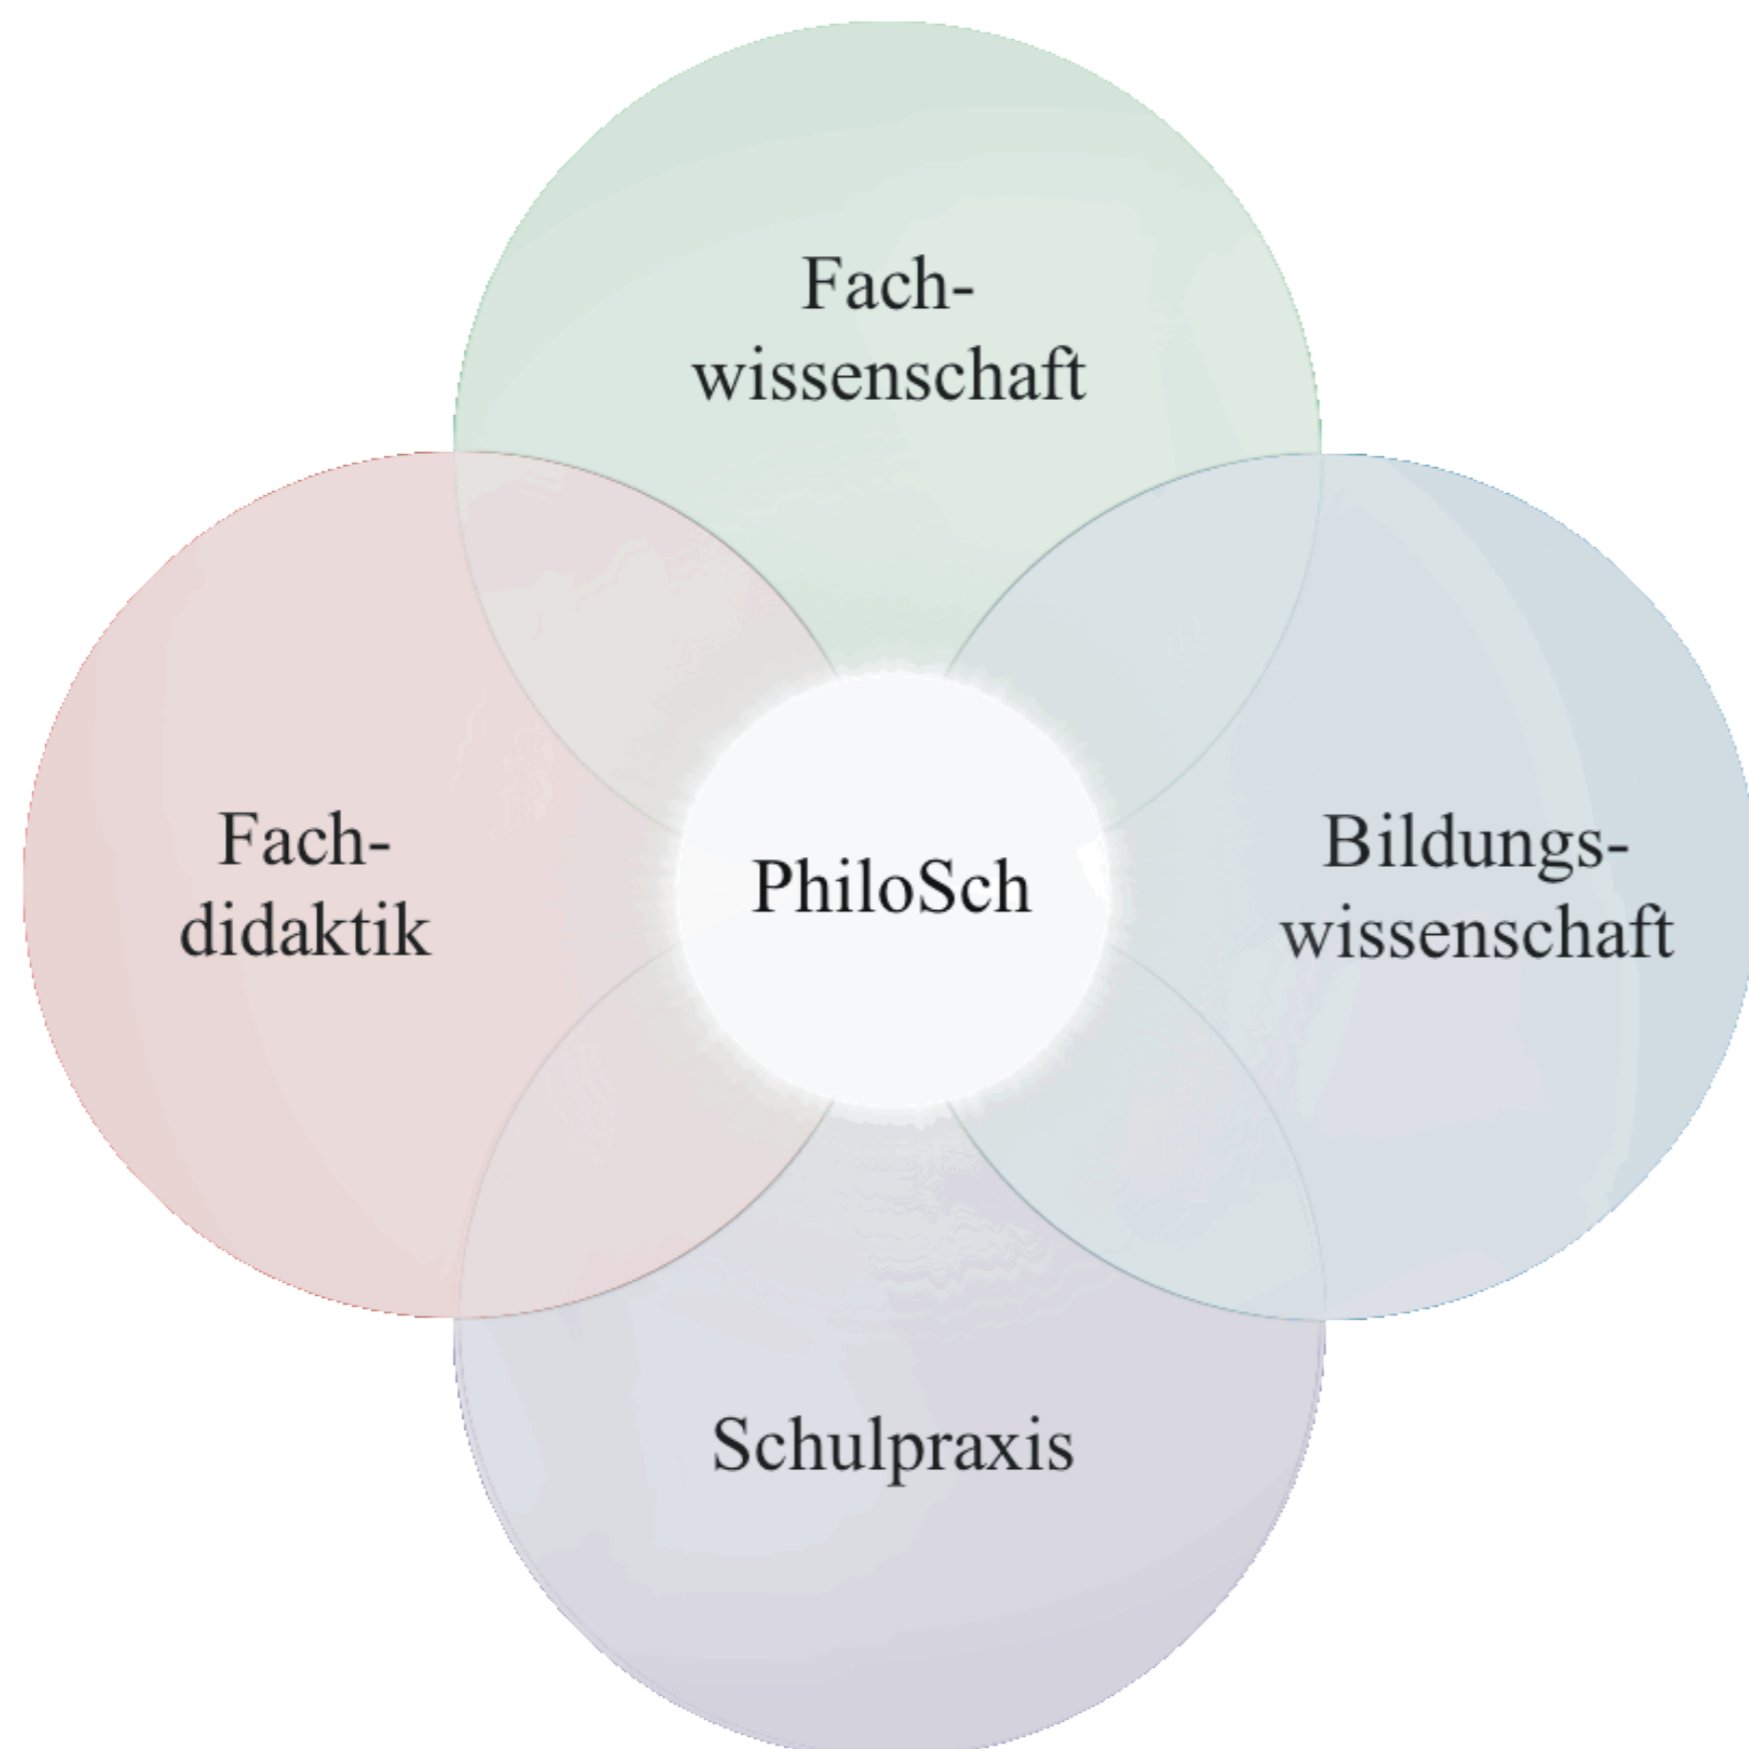 Fach-
wissenschaft
Fach-
didaktik
PhiloSch
Bildungs-
wissenschaft
Schulpraxis